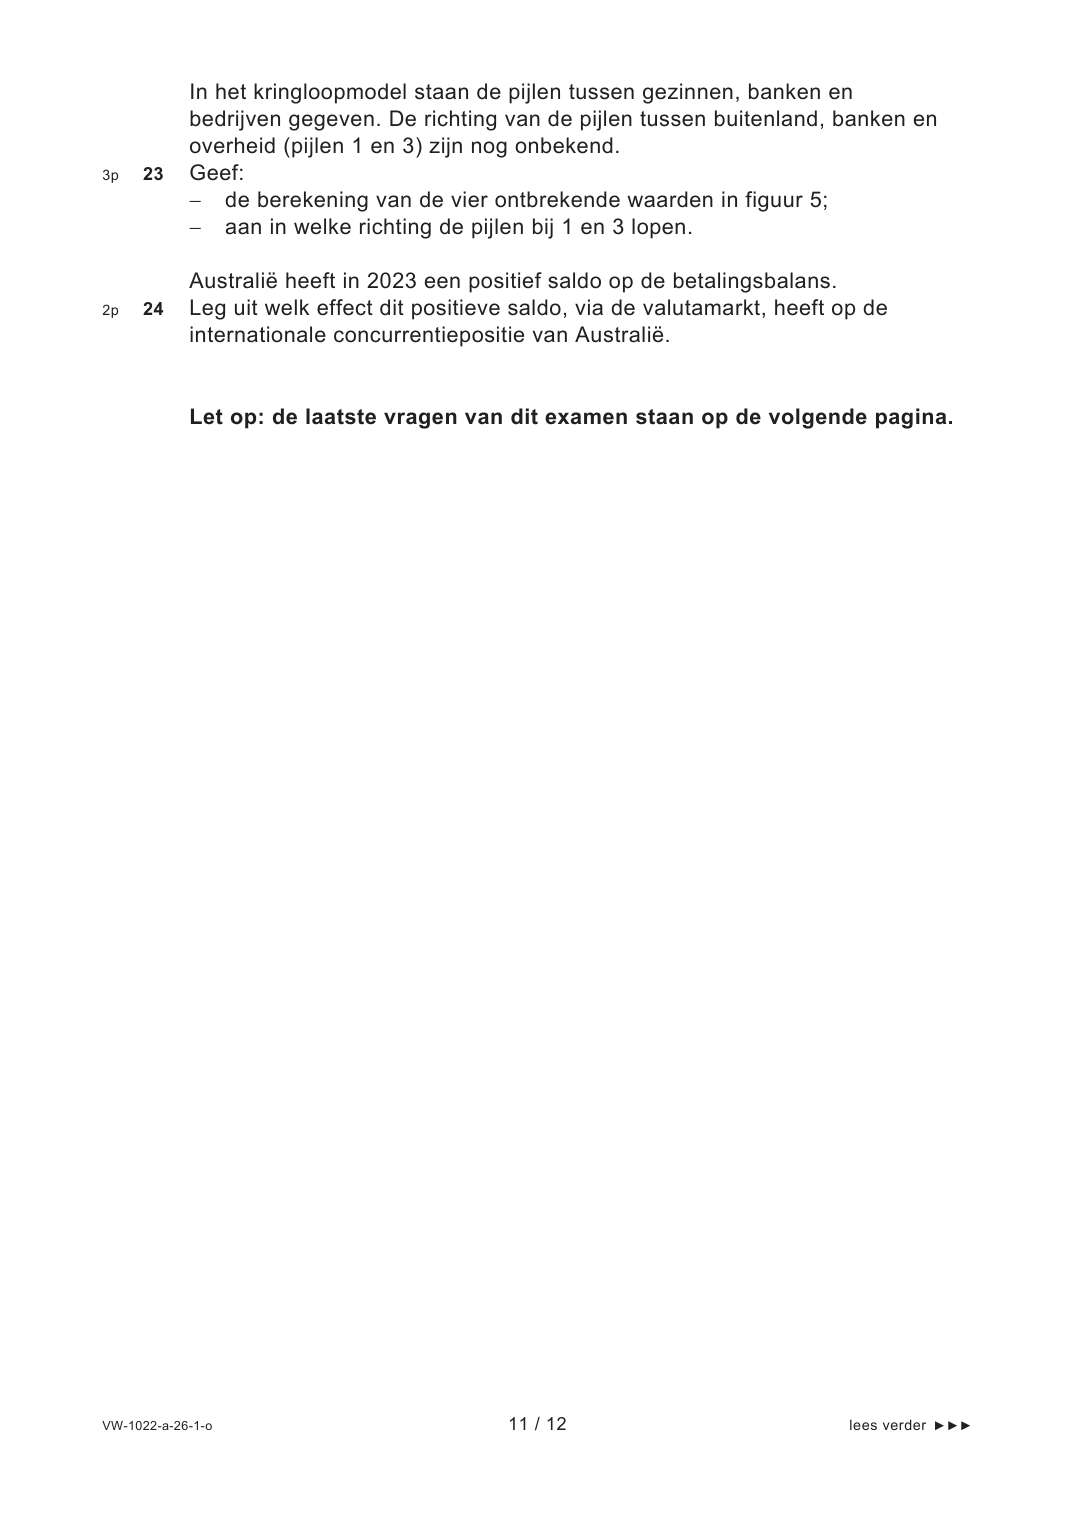 In het kringloopmodel staan de pijlen tussen gezinnen, banken en
bedrijven gegeven. De richting van de pijlen tussen buitenland, banken en
overheid (pijlen 1 en 3) zijn nog onbekend.
3p 23 Geef:
– de berekening van de vier ontbrekende waarden in figuur 5;
– aan in welke richting de pijlen bij 1 en 3 lopen.
Australië heeft in 2023 een positief saldo op de betalingsbalans.
2p 24 Leg uit welk effect dit positieve saldo, via de valutamarkt, heeft op de
internationale concurrentiepositie van Australië.
Let op: de laatste vragen van dit examen staan op de volgende pagina.
VW-1022-a-26-1-o 11 / 12 lees verder ►►►